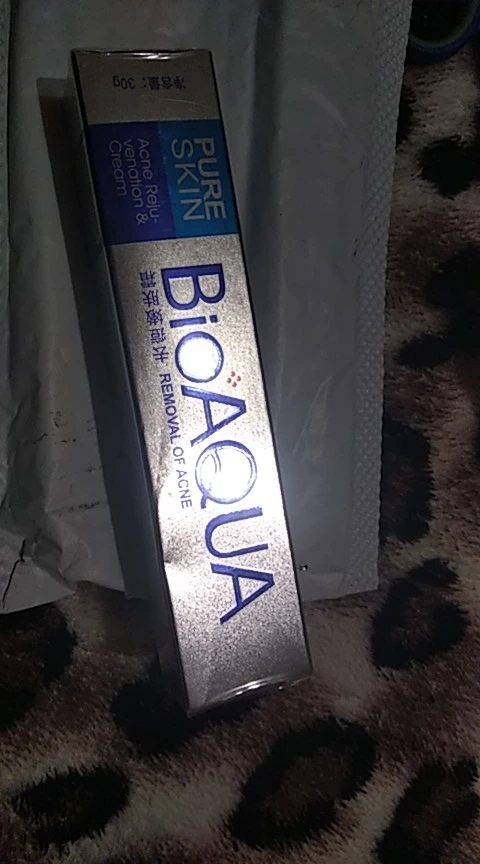 净含量：30g
PURE
SKIN
Acne Reju-
venation &
Cream
BIOAQUA
REMOVAL OF ACNE